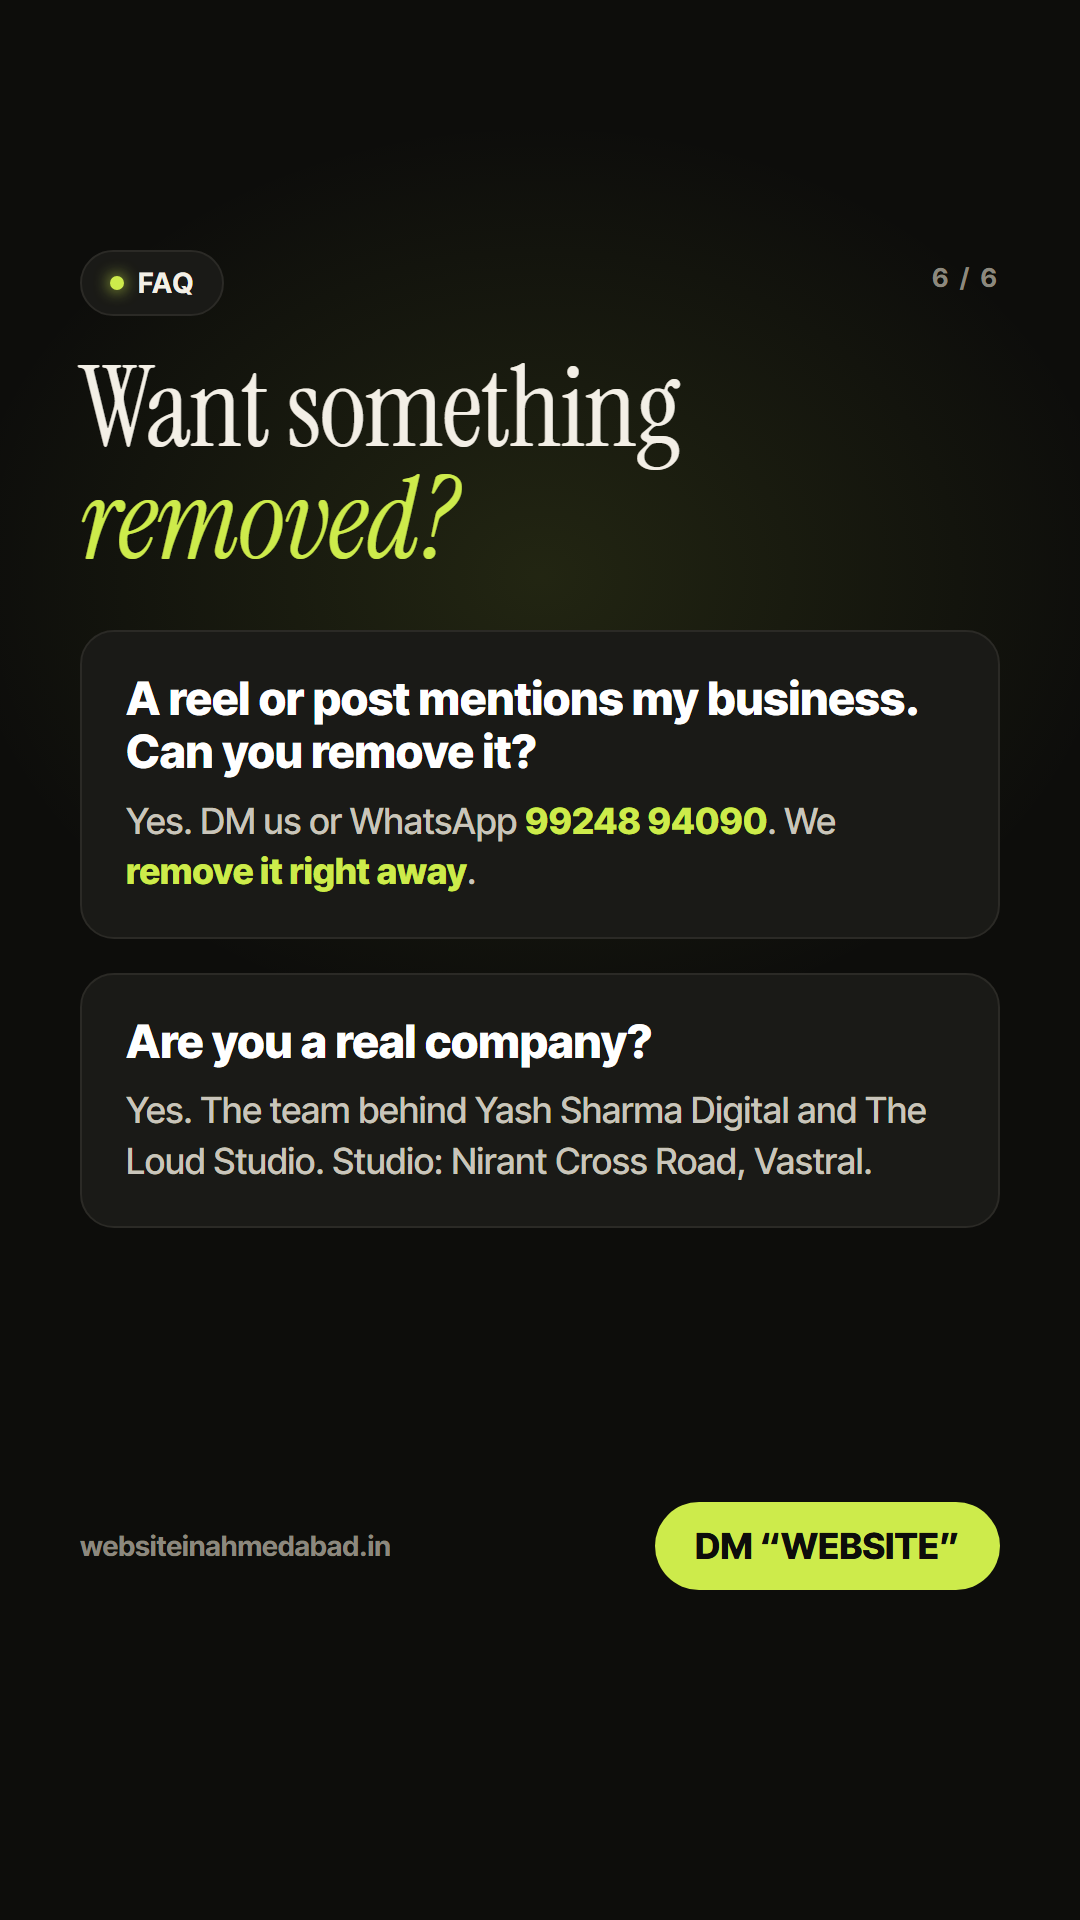 FAQ
6 / 6
Want something
removed?
A reel or post mentions my business.
Can you remove it?
Yes. DM us or WhatsApp 99248 94090. We
remove it right away.
Are you a real company?
Yes. The team behind Yash Sharma Digital and The
Loud Studio. Studio: Nirant Cross Road, Vastral.
websiteinahmedabad.in
DM “WEBSITE”